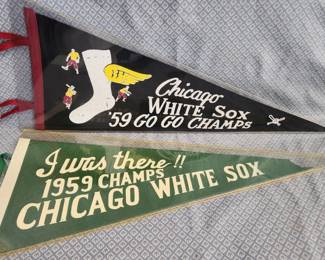 Chicago
WHITE SOX
'59 GO GO CHAMPS
I was there!!
1959 CHAMPS
CHICAGO WHITE SOX